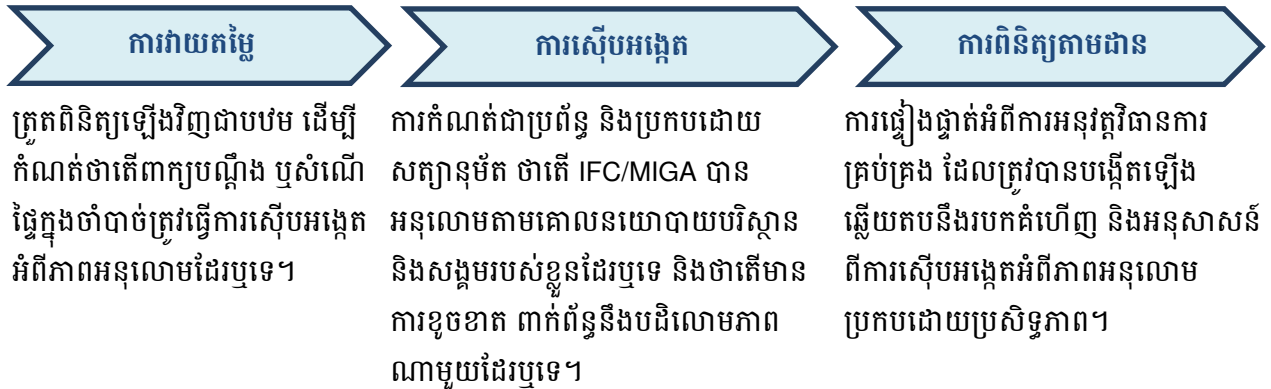 ការវាយតម្លៃ
ត្រួតពិនិត្យឡើងវិញជាបឋម ដើម្បី
កំណត់ថាតើពាក្យបណ្តឹង ឬសំណើ
ផ្ទៃក្នុងចាំបាច់ត្រូវធ្វើការស៊ើបអង្កេត
អំពីភាពអនុលោមដែរឬទេ។
ការស៊ើបអង្កេត
ការកំណត់ជាប្រព័ន្ធ និងប្រកបដោយ
សត្យានុម័ត ថាតើ IFC/MIGA បាន
អនុលោមតាមគោលនយោបាយបរិស្ថាន
និងសង្គមរបស់ខ្លួនដែរឬទេ និងថាតើមាន
ការខូចខាត ពាក់ព័ន្ធនឹងបដិលោមភាព
ណាមួយដែរឬទេ។
ការពិនិត្យតាមដាន
ការផ្ទៀងផ្ទាត់អំពីការអនុវត្តវិធានការ
គ្រប់គ្រង ដែលត្រូវបានបង្កើតឡើង
ឆ្លើយតបនឹងរបកគំហើញ និងអនុសាសន៍
ពីការស៊ើបអង្កេតអំពីភាពអនុលោម
ប្រកបដោយប្រសិទ្ធភាព។